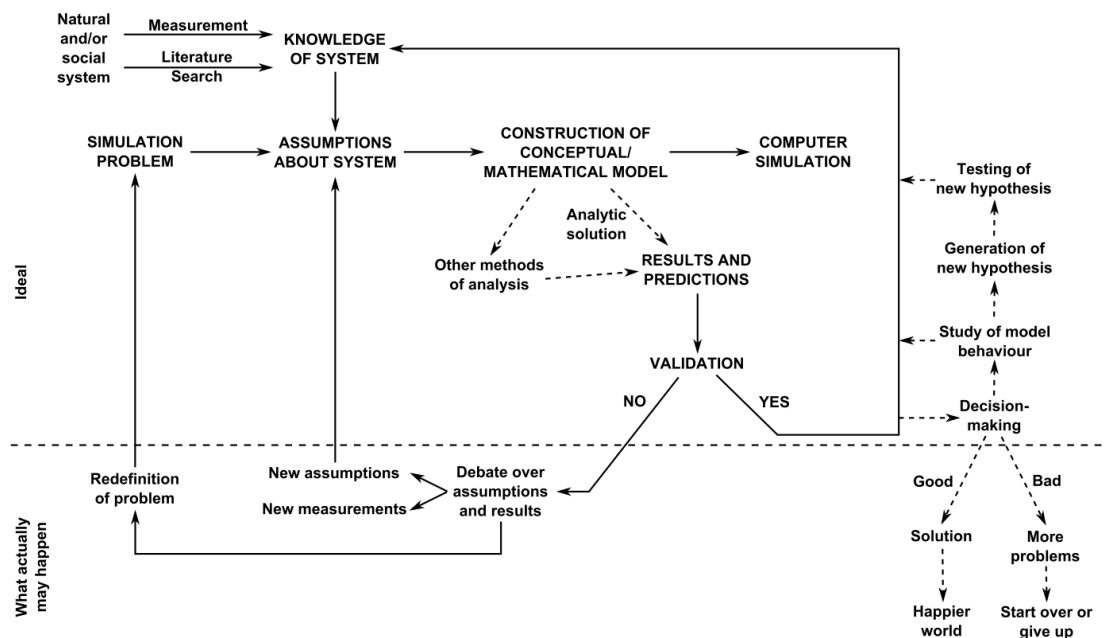 Natural
and/or
social
system
Measurement
Literature
Search
KNOWLEDGE
OF SYSTEM
SIMULATION
PROBLEM
ASSUMPTIONS
ABOUT SYSTEM
CONSTRUCTION OF
CONCEPTUAL/
MATHEMATICAL MODEL
COMPUTER
SIMULATION
Testing of
new hypothesis
Analytic
solution
Generation of
new hypothesis
Other methods
of analysis
RESULTS AND
PREDICTIONS
Ideal
Study of model
behaviour
VALIDATION
NO
YES
Decision-
making
New assumptions
New measurements
Debate over
assumptions
and results
Redefinition
of problem
Good
Bad
What actually
may happen
Solution
More
problems
Happier
world
Start over or
give up